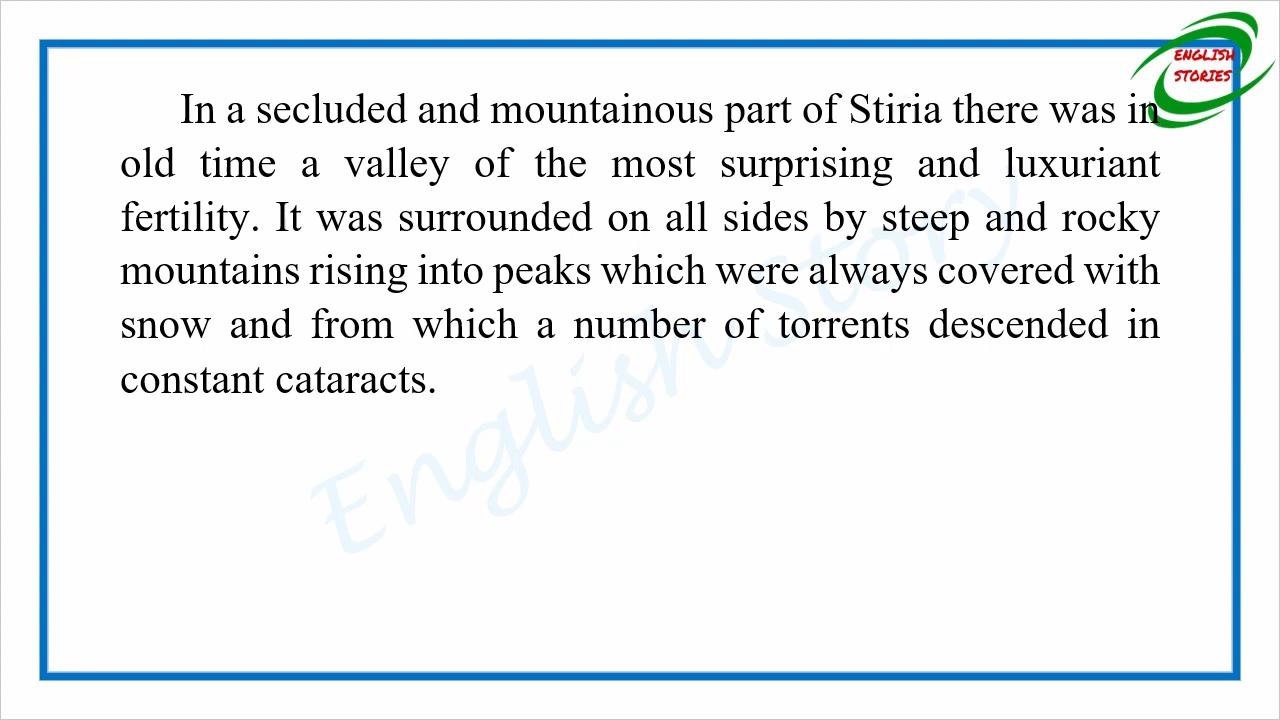 ENGLISH
STORIES
In a secluded and mountainous part of Stiria there was in
old time a valley of the most surprising and luxuriant
fertility. It was surrounded on all sides by steep and rocky
mountains rising into peaks which were always covered with
snow and from which a number of torrents descended in
constant cataracts.
English Story